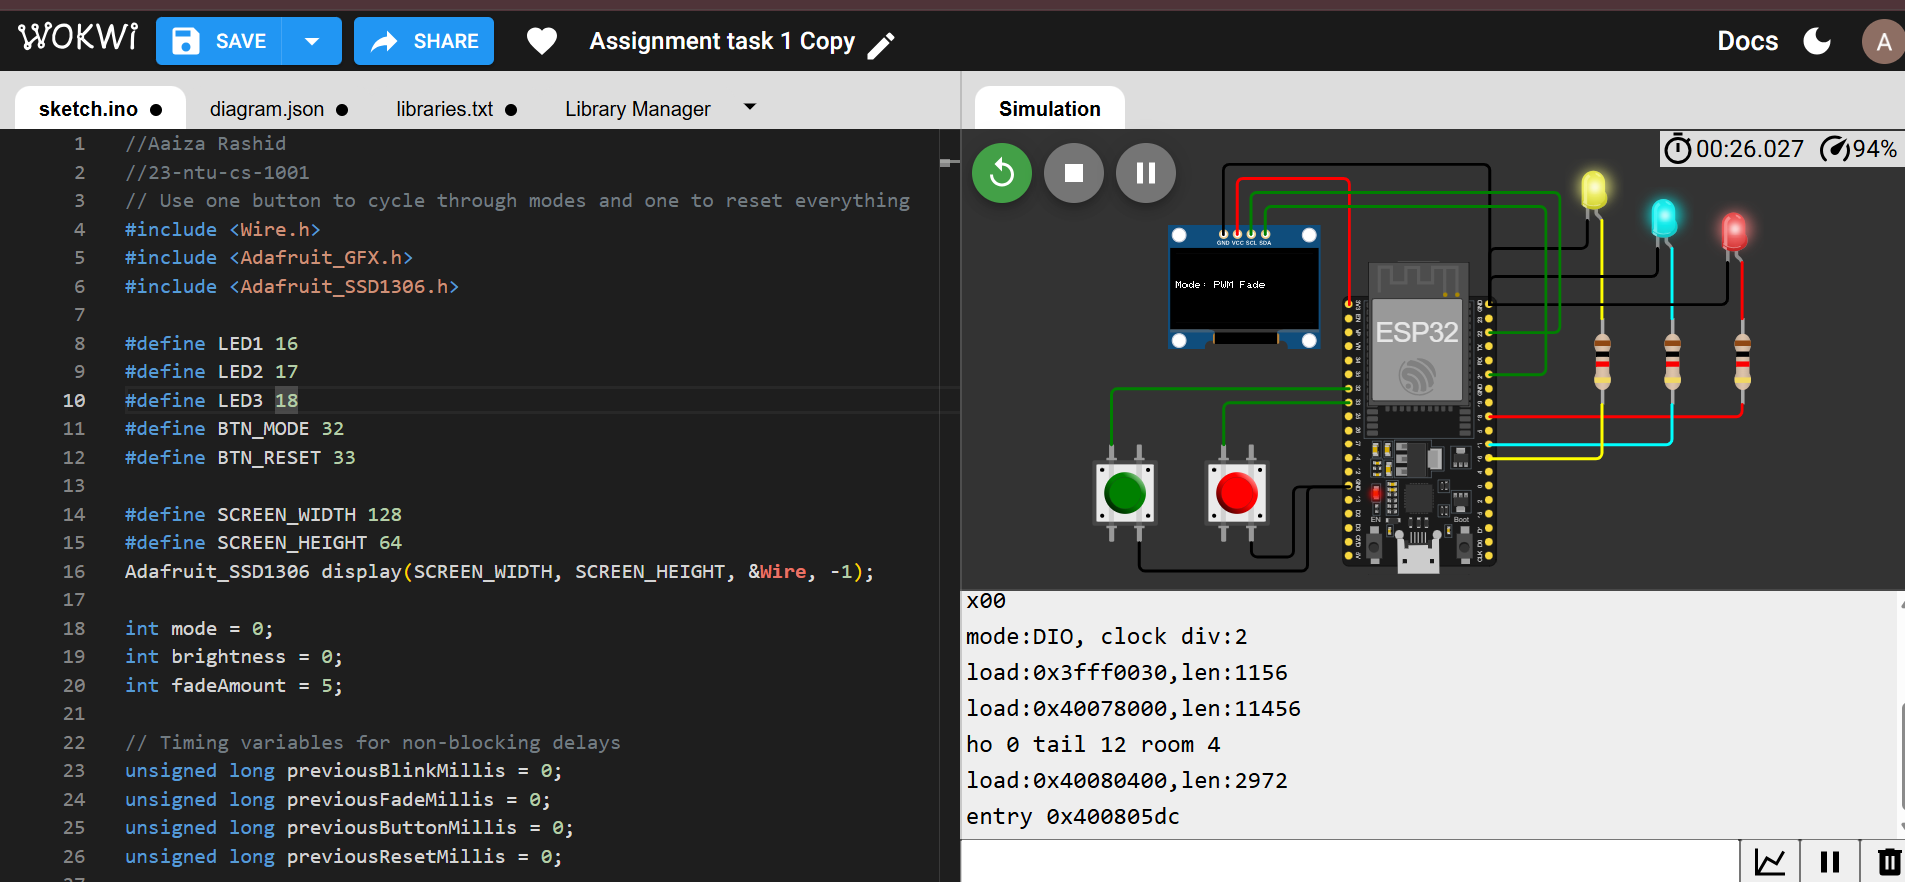 WOKWI SAVE SHARE Assignment task 1 Copy Docs A
sketch.ino diagram.json libraries.txt Library Manager
1 //Aaiza Rashid
2 //23-ntu-cs-1001
3 // Use one button to cycle through modes and one to reset everything
4 #include <Wire.h>
5 #include <Adafruit_GFX.h>
6 #include <Adafruit_SSD1306.h>
7
8 #define LED1 16
9 #define LED2 17
10 #define LED3 18
11 #define BTN_MODE 32
12 #define BTN_RESET 33
13
14 #define SCREEN_WIDTH 128
15 #define SCREEN_HEIGHT 64
16 Adafruit_SSD1306 display(SCREEN_WIDTH, SCREEN_HEIGHT, &Wire, -1);
17
18 int mode = 0;
19 int brightness = 0;
20 int fadeAmount = 5;
21
22 // Timing variables for non-blocking delays
23 unsigned long previousBlinkMillis = 0;
24 unsigned long previousFadeMillis = 0;
25 unsigned long previousButtonMillis = 0;
26 unsigned long previousResetMillis = 0;
Simulation
00:26.027 94%
GND VCC SCL SDA
Mode: PWM Fade
ESP32
EN Boot
x00
mode:DIO, clock div:2
load:0x3fff0030,len:1156
load:0x40078000,len:11456
ho 0 tail 12 room 4
load:0x40080400,len:2972
entry 0x400805dc